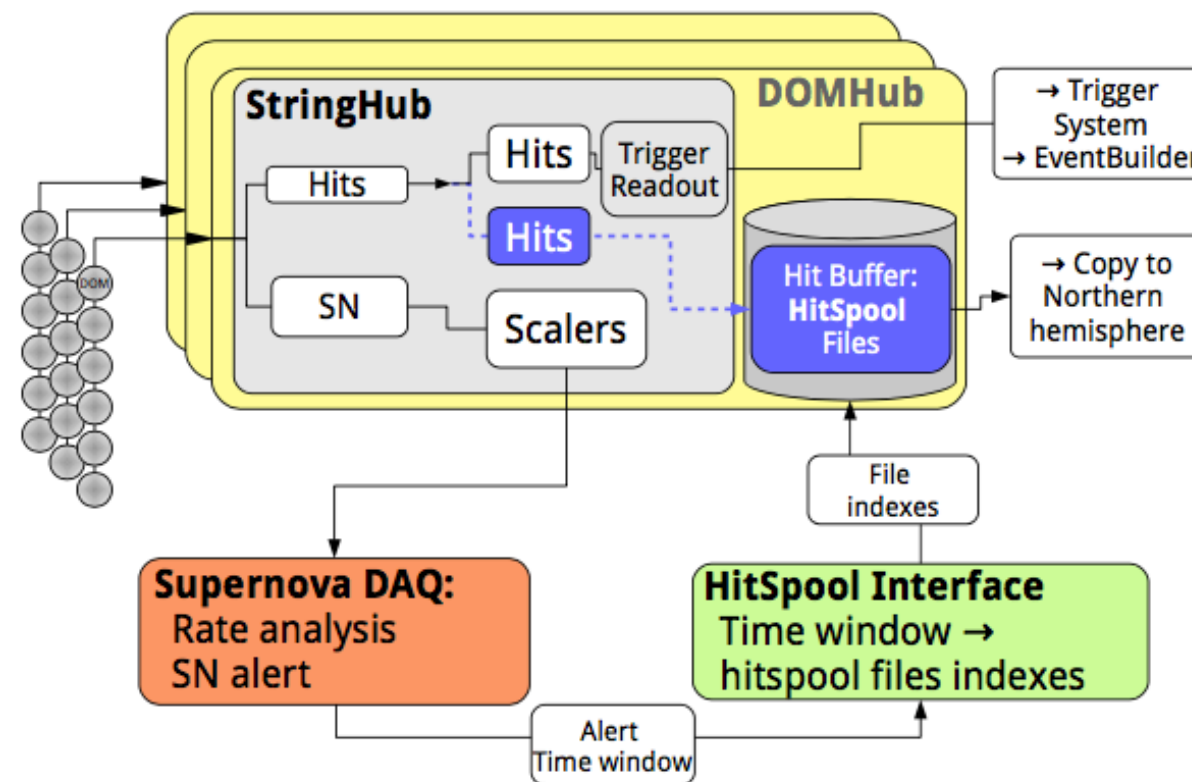 StringHub
DOMHub
→ Trigger
System
→ EventBuilder
Hits
Hits
Trigger
Readout
Hits
DOM
SN
Scalers
Hit Buffer:
HitSpool
Files
→ Copy to
Northern
hemisphere
File
indexes
Supernova DAQ:
Rate analysis
SN alert
HitSpool Interface
Time window →
hitspool files indexes
Alert
Time window